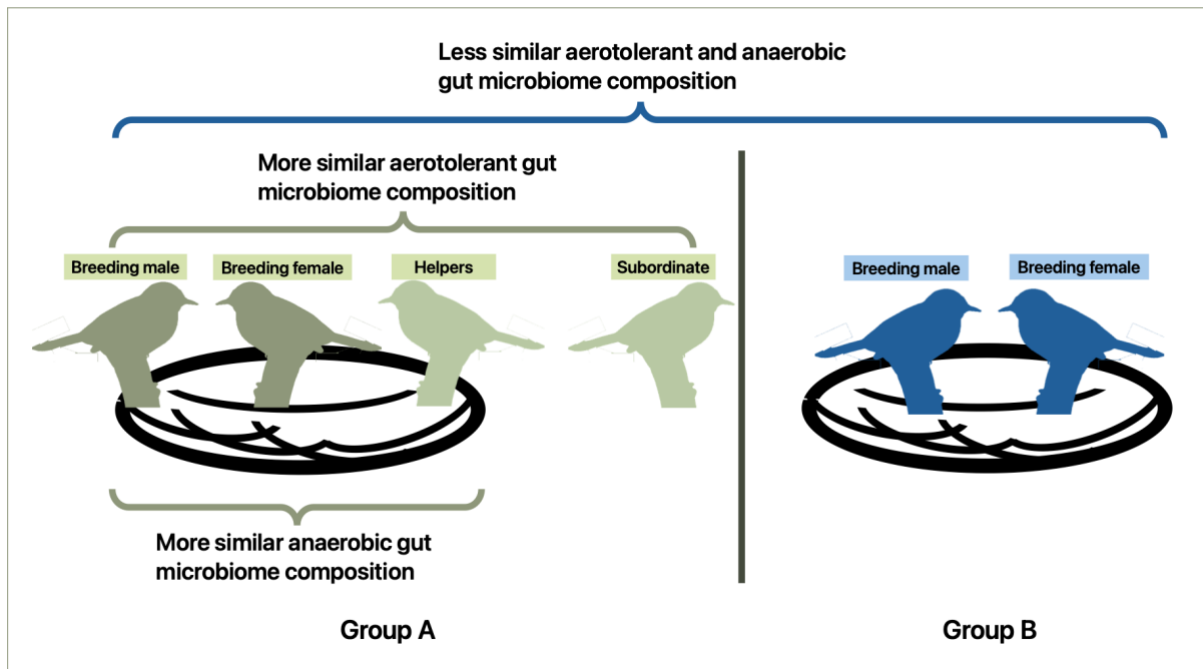 Less similar aerotolerant and anaerobic
gut microbiome composition
More similar aerotolerant gut
microbiome composition
Breeding male
Breeding female
Helpers
Subordinate
Breeding male
Breeding female
More similar anaerobic gut
microbiome composition
Group A
Group B